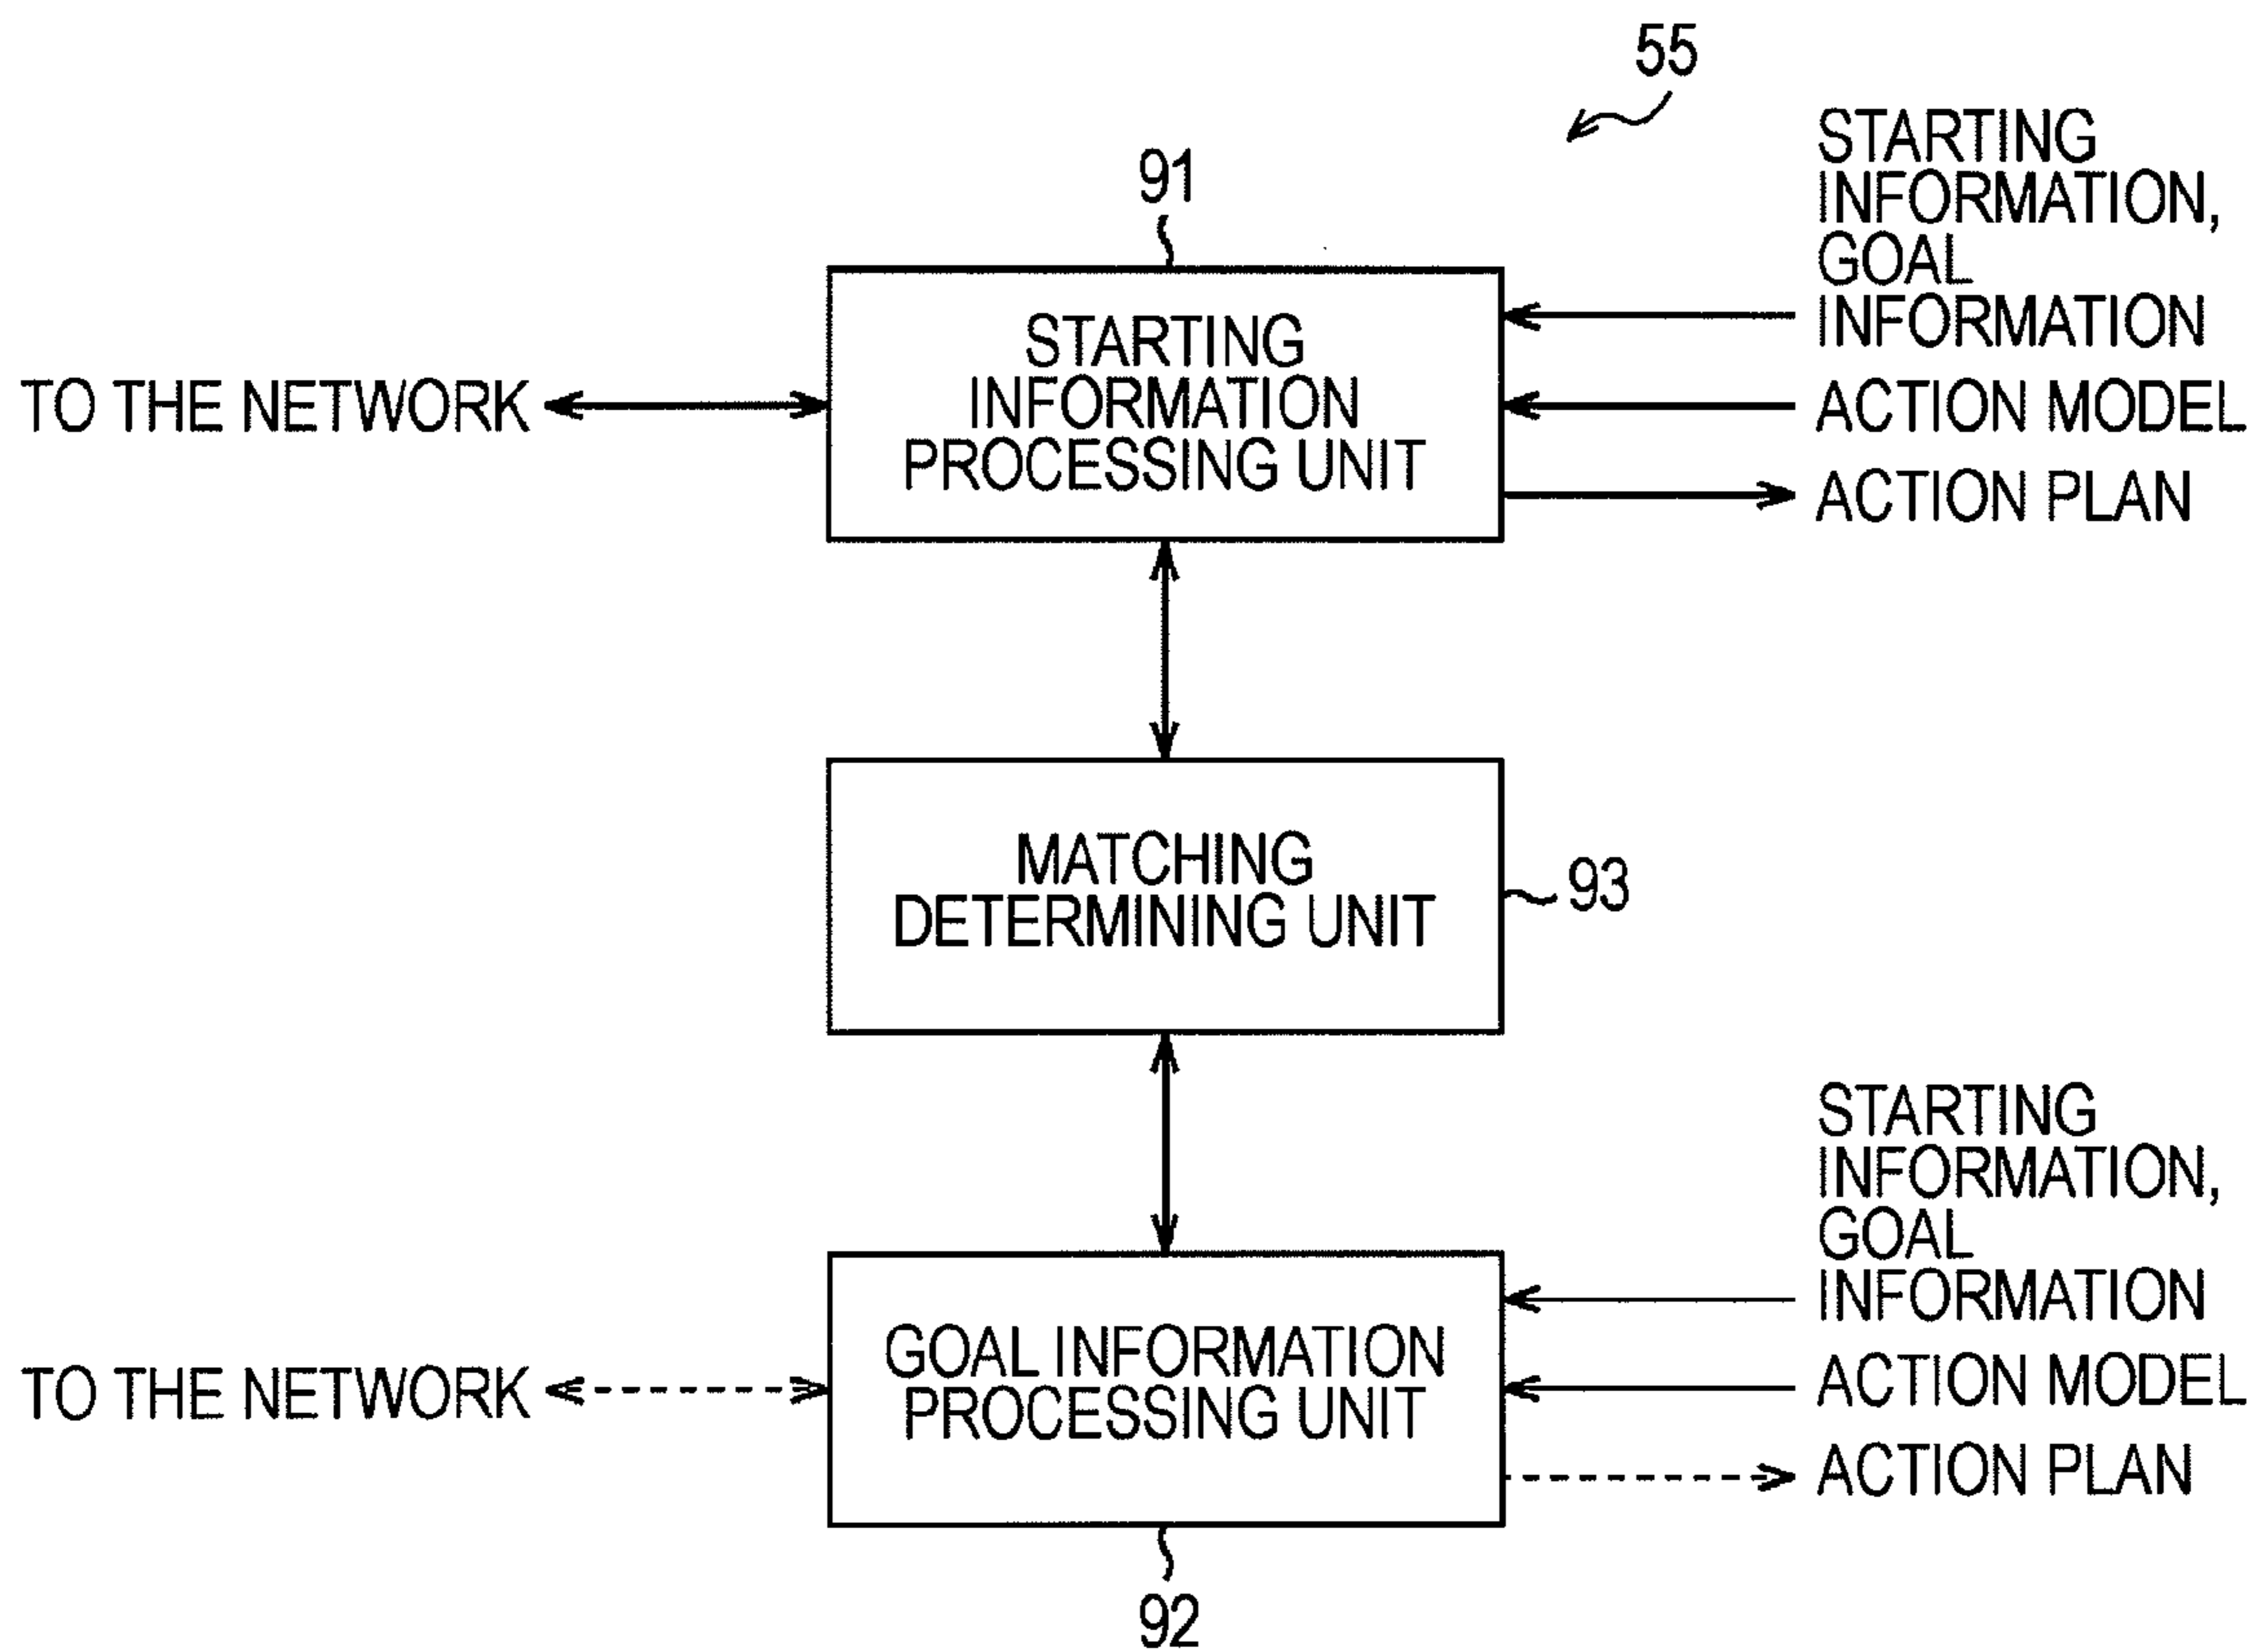 55
91
STARTING
INFORMATION,
GOAL
INFORMATION
STARTING
INFORMATION
PROCESSING UNIT
TO THE NETWORK
ACTION MODEL
ACTION PLAN
MATCHING
DETERMINING UNIT
93
STARTING
INFORMATION,
GOAL
INFORMATION
GOAL INFORMATION
PROCESSING UNIT
TO THE NETWORK
ACTION MODEL
ACTION PLAN
92